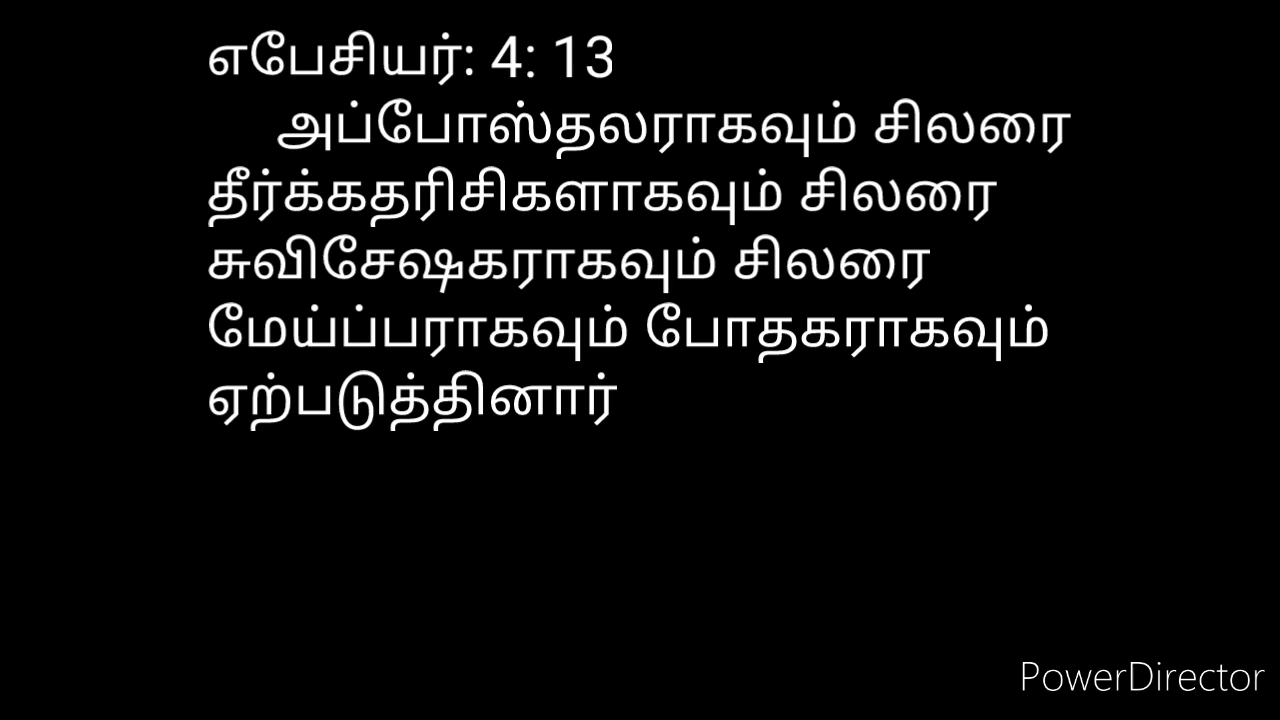 எபேசியர்: 4: 13
அப்போஸ்தலராகவும் சிலரை
தீர்க்கதரிசிகளாகவும் சிலரை
சுவிசேஷகராகவும் சிலரை
மேய்ப்பராகவும் போதகராகவும்
ஏற்படுத்தினார்
PowerDirector